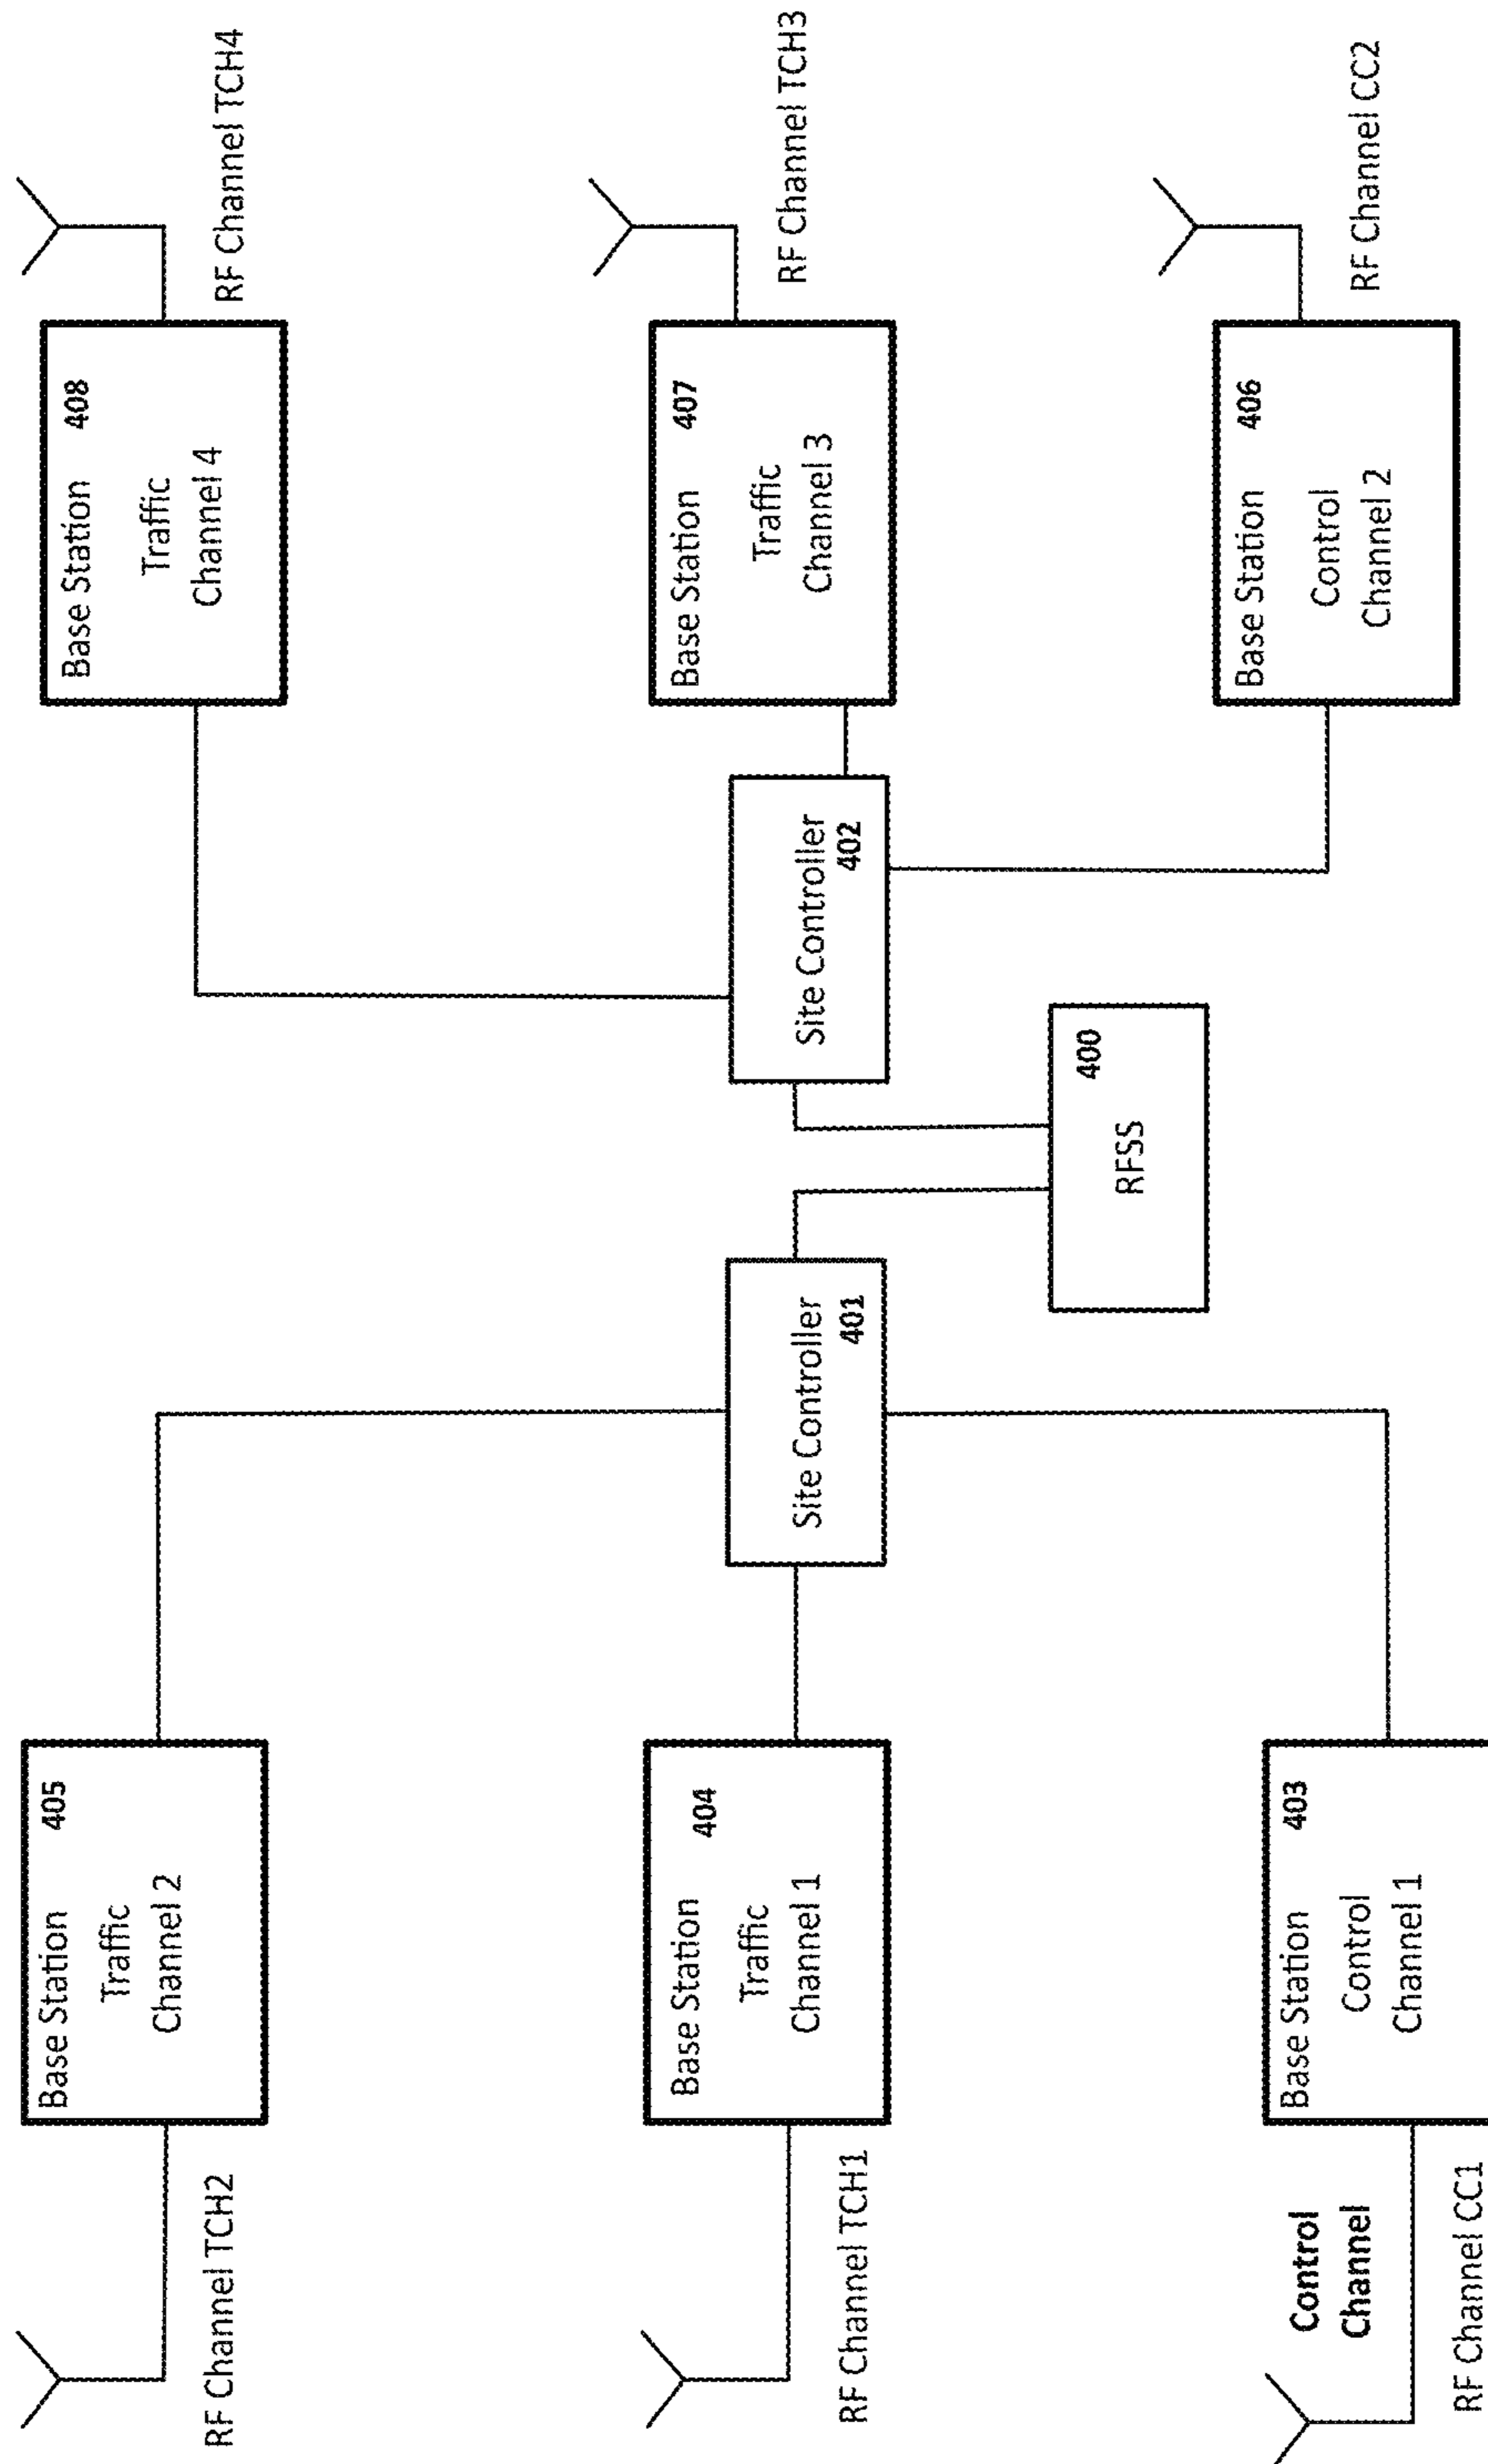 Base Station 405
Traffic
Channel 2
RF Channel TCH2
Base Station 408
Traffic
Channel 4
RF Channel TCH4
Base Station 404
Traffic
Channel 1
RF Channel TCH1
Site Controller
401
Site Controller
402
Base Station 407
Traffic
Channel 3
RF Channel TCH3
400
RFSS
Control
Channel
RF Channel CC1
Base Station 403
Control
Channel 1
Base Station 406
Control
Channel 2
RF Channel CC2